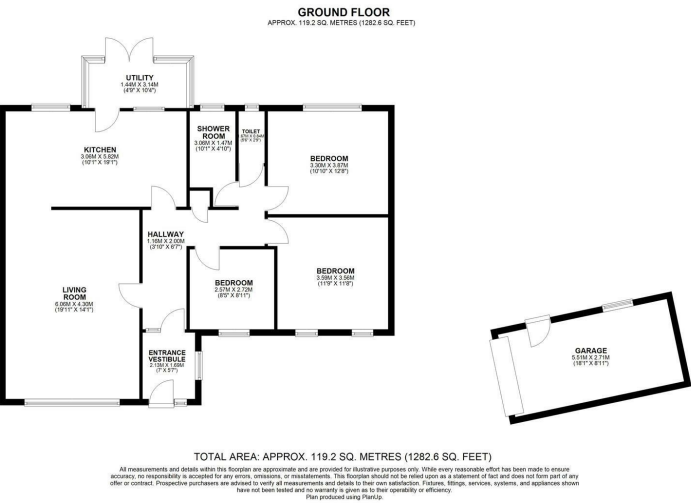 GROUND FLOOR
APPROX. 119.2 SQ. METRES (1282.6 SQ. FEET)
UTILITY
1.44M X 3.14M
(4'9" X 10'4")
KITCHEN
3.06M X 5.82M
(10'1" X 19'1")
SHOWER
ROOM
3.06M X 1.47M
(10'1" X 4'10")
TOILET
BEDROOM
3.30M X 3.87M
(10'10" X 12'8")
HALLWAY
1.16M X 2.00M
(3'10" X 6'7")
LIVING
ROOM
6.06M X 4.30M
(19'11" X 14'1")
BEDROOM
2.57M X 2.72M
(8'5" X 8'11")
BEDROOM
3.59M X 3.56M
(11'9" X 11'8")
ENTRANCE
VESTIBULE
2.13M X 1.69M
(7' X 5'7")
GARAGE
5.51M X 2.71M
(18'1" X 8'11")
TOTAL AREA: APPROX. 119.2 SQ. METRES (1282.6 SQ. FEET)
All measurements and details within this floorplan are approximate and are provided for illustrative purposes only. While every reasonable effort has been made to ensure
accuracy, no responsibility is accepted for any errors, omissions, or misstatements. This floorplan should not be relied upon as a statement of fact and does not form part of any
offer or contract. Prospective purchasers are advised to verify all measurements and details to their own satisfaction. Fixtures, fittings, services, systems, and appliances shown
have not been tested and no warranty is given as to their operability or efficiency.
Plan produced using PlanUp.